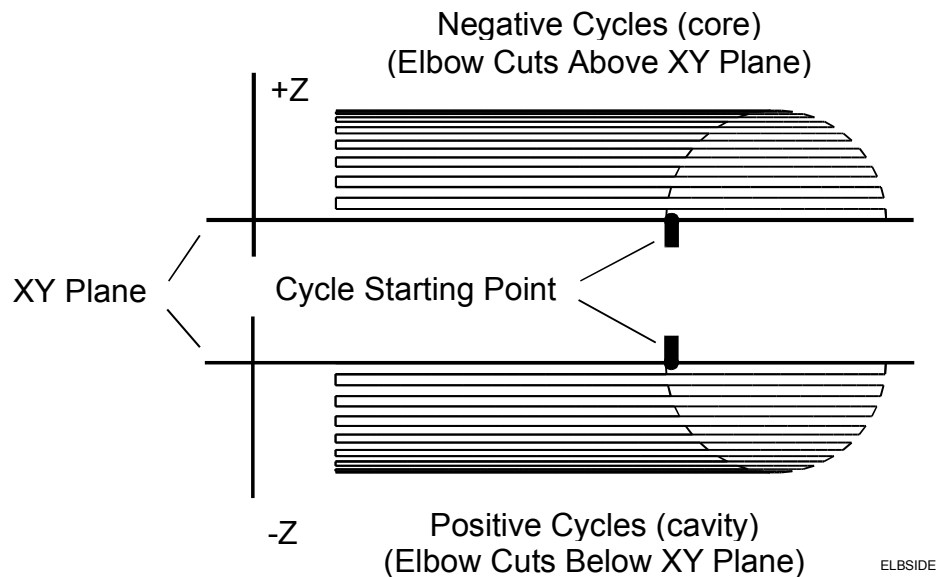 Negative Cycles (core)
(Elbow Cuts Above XY Plane)
+Z
XY Plane
Cycle Starting Point
-Z
Positive Cycles (cavity)
(Elbow Cuts Below XY Plane)
ELBSIDE